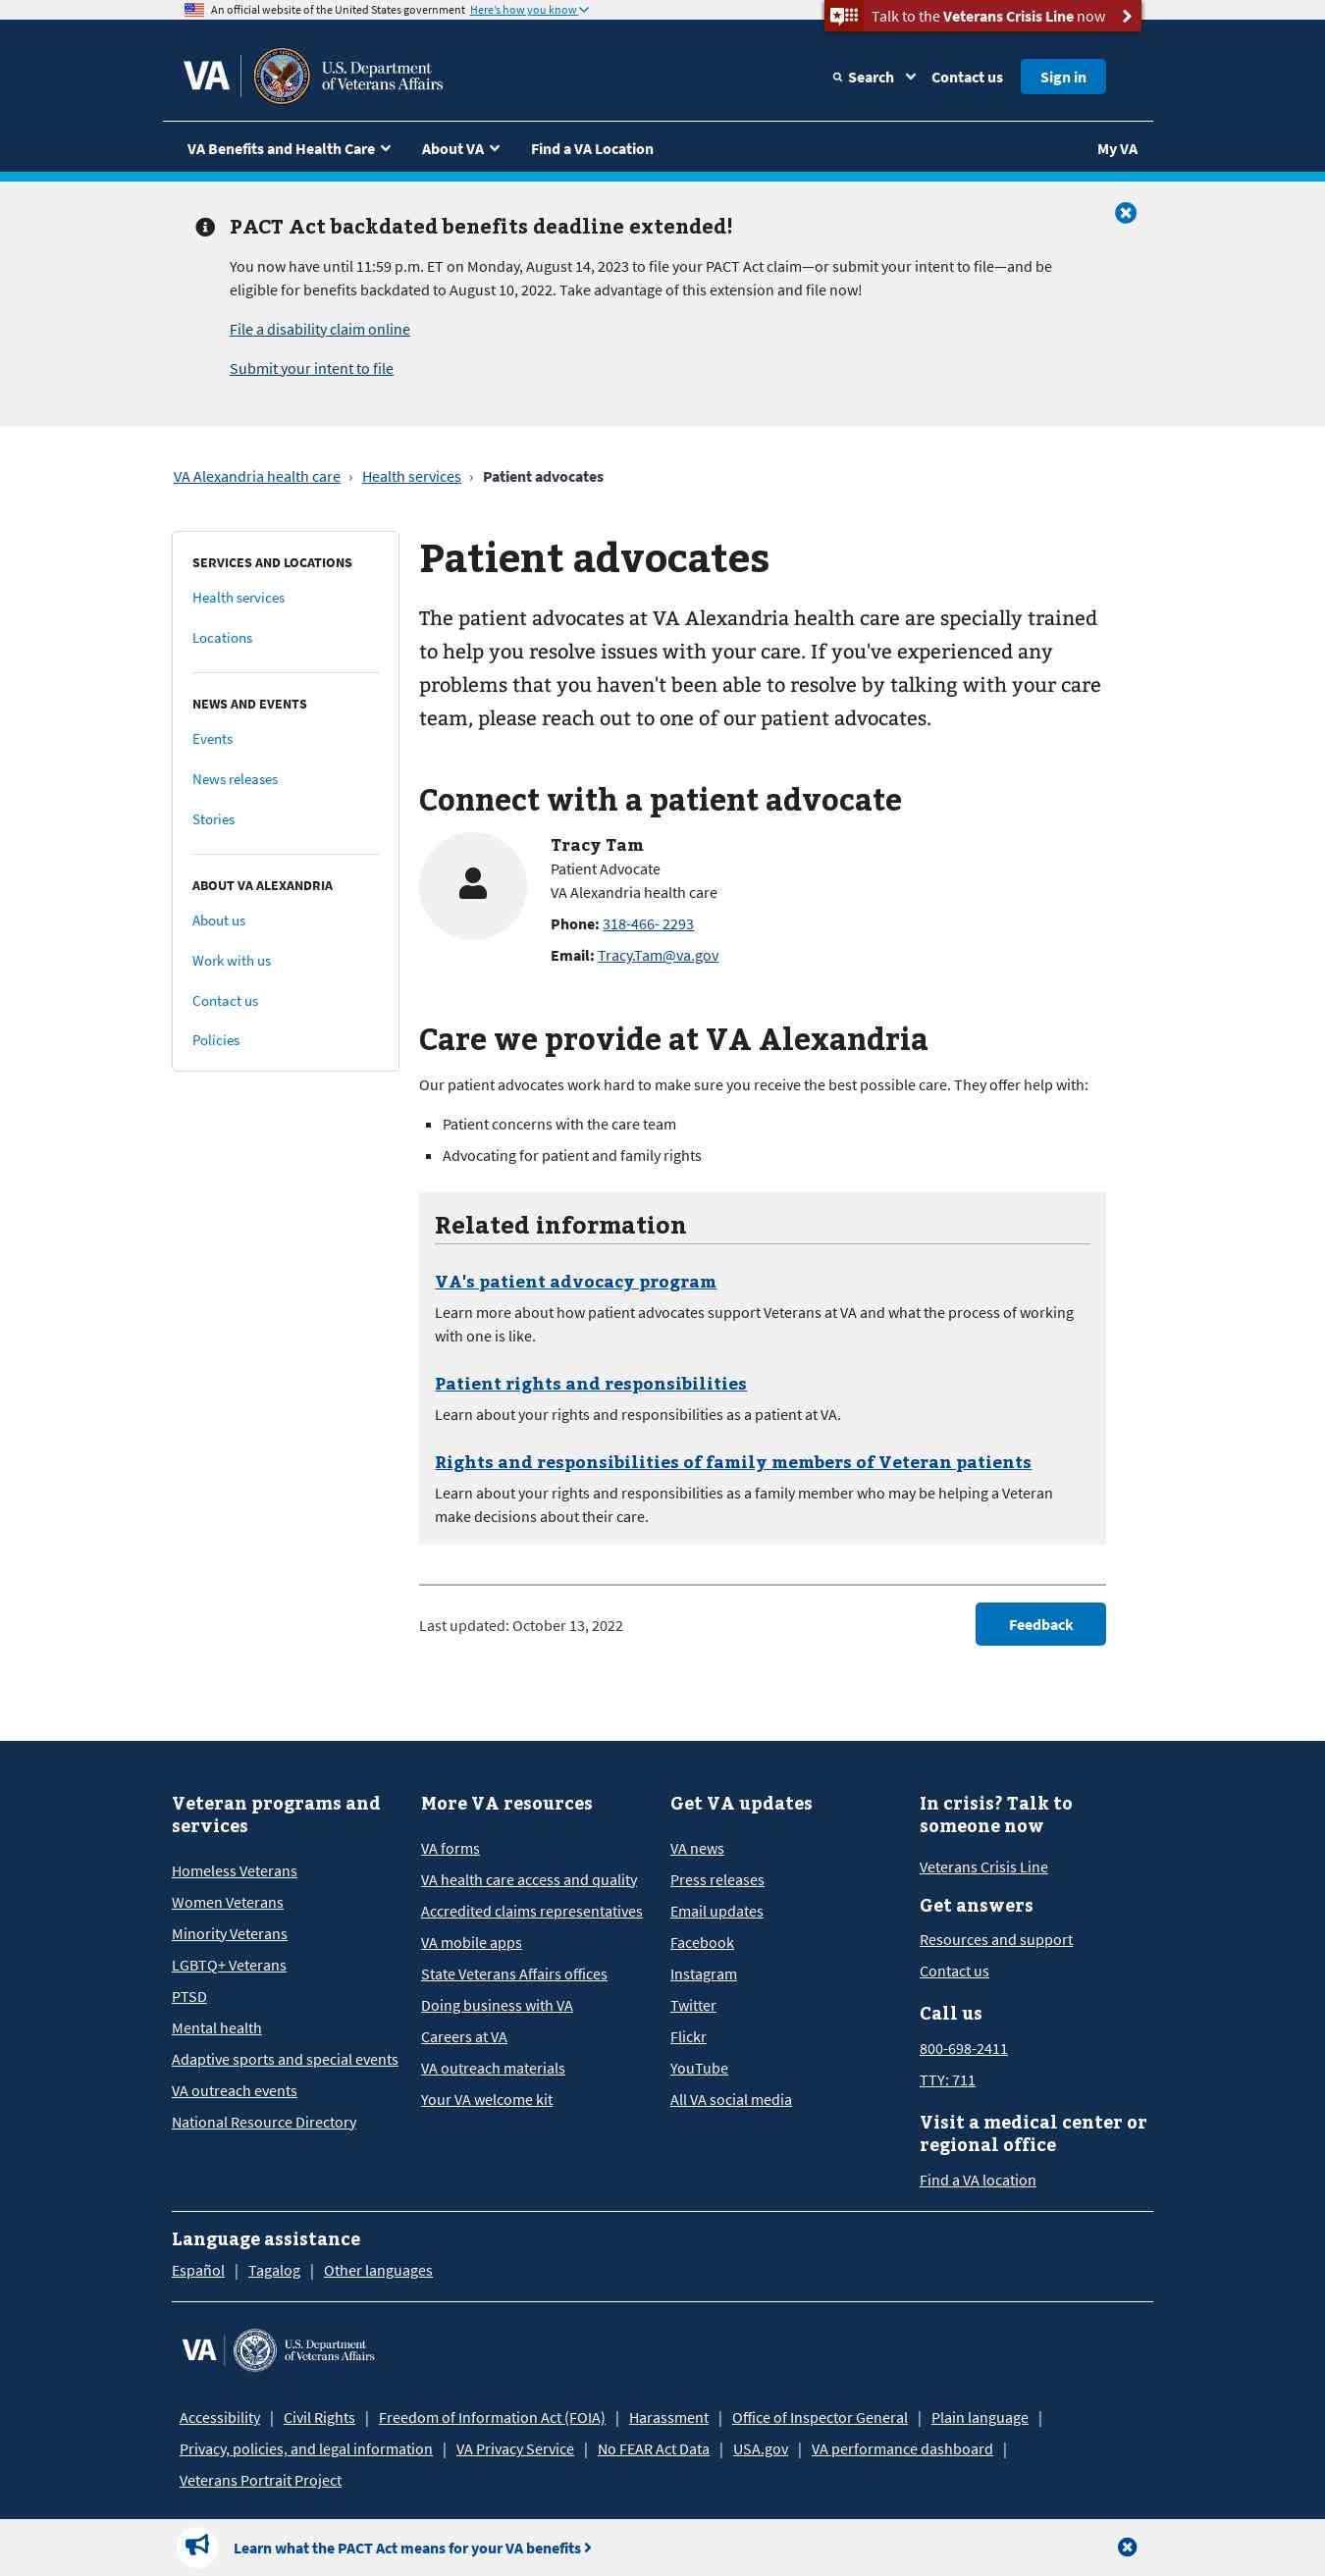 An official website of the United States government Here's how you know
Talk to the Veterans Crisis Line now
VA
U.S. Department
of Veterans Affairs
Search
Contact us
Sign in
VA Benefits and Health Care
About VA
Find a VA Location
My VA
PACT Act backdated benefits deadline extended!
You now have until 11:59 p.m. ET on Monday, August 14, 2023 to file your PACT Act clam—or submit your intent to file—and be
eligible for benefits backdated to August 10, 2022. Take advantage of this extension and file now!
File a disability claim online
Submit your intent to file
VA Alexandria health care › Health services › Patient advocates
SERVICES AND LOCATIONS
Health services
Locations
NEWS AND EVENTS
Events
News releases
Stories
ABOUT VA ALEXANDRIA
About us
Work with us
Contact us
Policies
Patient advocates
The patient advocates at VA Alexandria health care are specially trained
to help you resolve issues with your care. If you've experienced any
problems that you haven't been able to resolve by talking with your care
team, please reach out to one of our patient advocates.
Connect with a patient advocate
Tracy Tam
Patient Advocate
VA Alexandria health care
Phone: 318-466- 2293
Email: Tracy.Tam@va.gov
Care we provide at VA Alexandria
Our patient advocates work hard to make sure you receive the best possible care. They offer help with:
▪ Patient concerns with the care team
▪ Advocating for patient and family rights
Related information
VA's patient advocacy program
Learn more about how patient advocates support Veterans at VA and what the process of working
with one is like.
Patient rights and responsibilities
Learn about your rights and responsibilities as a patient at VA.
Rights and responsibilities of family members of Veteran patients
Learn about your rights and responsibilities as a family member who may be helping a Veteran
make decisions about their care.
Last updated: October 13, 2022
Feedback
Veteran programs and
services
Homeless Veterans
Women Veterans
Minority Veterans
LGBTQ+ Veterans
PTSD
Mental health
Adaptive sports and special events
VA outreach events
National Resource Directory
More VA resources
VA forms
VA health care access and quality
Accredited claims representatives
VA mobile apps
State Veterans Affairs offices
Doing business with VA
Careers at VA
VA outreach materials
Your VA welcome kit
Get VA updates
VA news
Press releases
Email updates
Facebook
Instagram
Twitter
Flickr
YouTube
All VA social media
In crisis? Talk to
someone now
Veterans Crisis Line
Get answers
Resources and support
Contact us
Call us
800-698-2411
TTY: 711
Visit a medical center or
regional office
Find a VA location
Language assistance
Español | Tagalog | Other languages
VA
U.S. Department
of Veterans Affairs
Accessibility | Civil Rights | Freedom of Information Act (FOIA) | Harassment | Office of Inspector General | Plain language |
Privacy, policies, and legal information | VA Privacy Service | No FEAR Act Data | USA.gov | VA performance dashboard |
Veterans Portrait Project
Learn what the PACT Act means for your VA benefits